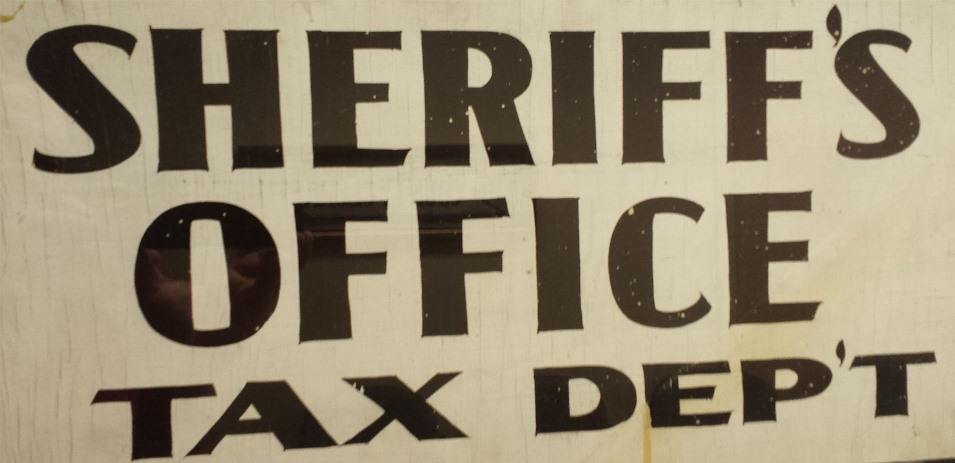 SHERIFF'S
OFFICE
TAX DEP'T